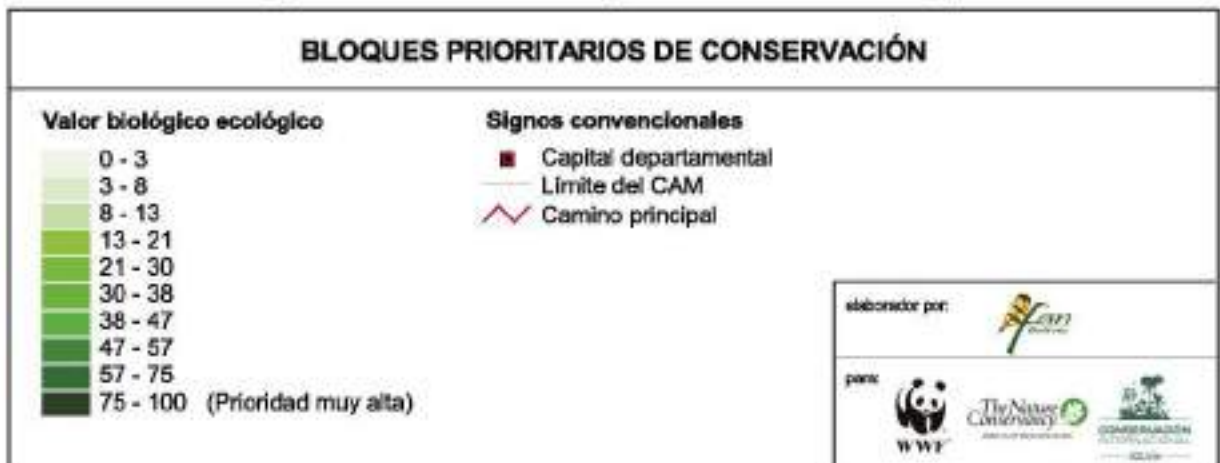 BLOQUES PRIORITARIOS DE CONSERVACIÓN
Valor biológico ecológico
0 - 3
3 - 8
8 - 13
13 - 21
21 - 30
30 - 38
38 - 47
47 - 57
57 - 75
75 - 100 (Prioridad muy alta)
Signos convencionales
Capital departamental
Límite del CAM
Camino principal
elaborador por:
fan
para:
WWF
The Nature
Conservancy
CONSERVACIÓN